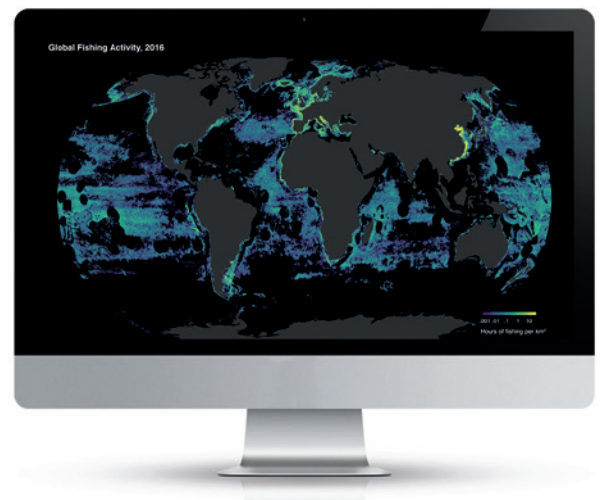 Global Fishing Activity, 2016
.001 .01 .1 1 10
Hours of fishing per km²